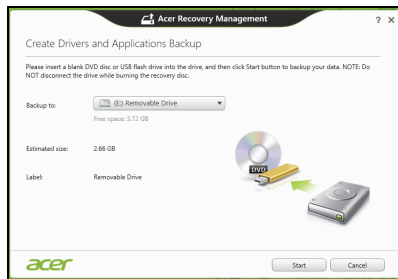 Acer Recovery Management
? X
Create Drivers and Applications Backup
Please insert a blank DVD disc or USB flash drive into the drive, and then click Start button to backup your data. NOTE: Do
NOT disconnect the drive while burning the recovery disc.
Backup to:
(E:) Removable Drive
Free space: 3.72 GB
Estimated size:
2.66 GB
Label:
Removable Drive
DVD
acer
Start
Cancel